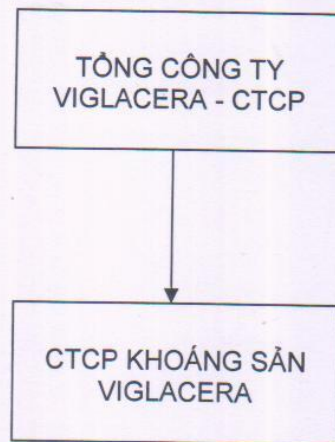 TỔNG CÔNG TY
VIGLACERA - CTCP
CTCP KHOÁNG SẢN
VIGLACERA